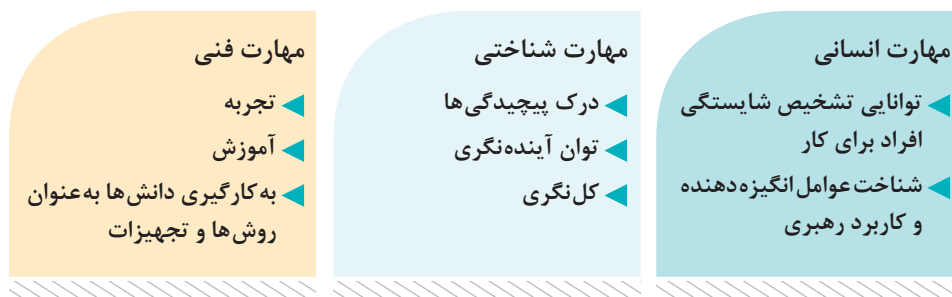 مهارت انسانی
توانایی تشخیص شایستگی
افراد برای کار
شناخت عوامل انگیزه‌دهنده
و کاربرد رهبری
مهارت شناختی
درک پیچیدگی‌ها
توان آینده‌نگری
کل‌نگری
مهارت فنی
تجربه
آموزش
به‌کارگیری دانش‌ها به‌عنوان
روش‌ها و تجهیزات